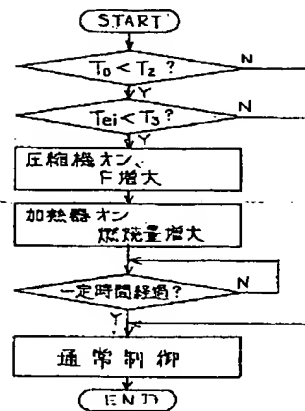 START
T₀<T₂?
N
Y
Tei<T₃?
N
Y
圧縮機オン、
F増大
加熱器オン
燃焼量増大
一定時間経過?
N
Y
通常制御
END